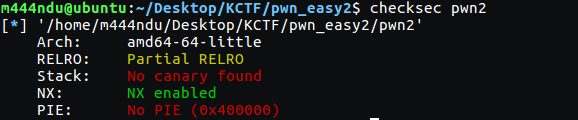 m444ndu@ubuntu:~/Desktop/KCTF/pwn_easy2$ checksec pwn2
[*] '/home/m444ndu/Desktop/KCTF/pwn_easy2/pwn2'
Arch: amd64-64-little
RELRO: Partial RELRO
Stack: No canary found
NX: NX enabled
PIE: No PIE (0x400000)